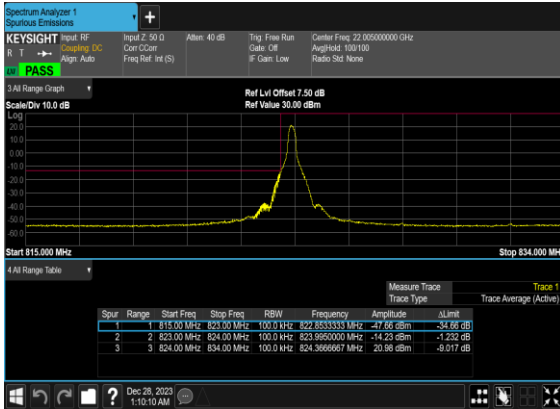 Spectrum Analyzer 1
Spurious Emissions
KEYSIGHT
R T
LXI
PASS
Input: RF
Coupling: DC
Align: Auto
Input Z: 50 Ω
Corr CCorr
Freq Ref: Int (S)
Atten: 40 dB
Trig: Free Run
Gate: Off
IF Gain: Low
Center Freq: 22.005000000 GHz
Avg|Hold: 100/100
Radio Std: None
3 All Range Graph
Scale/Div 10.0 dB
Ref Lvl Offset 7.50 dB
Ref Value 30.00 dBm
Log
20.0
10.0
0.00
-10.0
-20.0
-30.0
-40.0
-50.0
-60.0
Start 815.000 MHz
Stop 834.000 MH
4 All Range Table
Measure Trace Trace 1
Trace Type Trace Average (Active)
Spur Range Start Freq Stop Freq RBW Frequency Amplitude ΔLimit
1 1 815.00 MHz 823.00 MHz 100.0 kHz 822.8533333 MHz -47.66 dBm -34.66 dB
2 2 823.00 MHz 824.00 MHz 100.0 kHz 823.9950000 MHz -14.23 dBm -1.232 dB
3 3 824.00 MHz 834.00 MHz 100.0 kHz 824.3666667 MHz 20.98 dBm -9.017 dB
Dec 28, 2023
1:10:10 AM